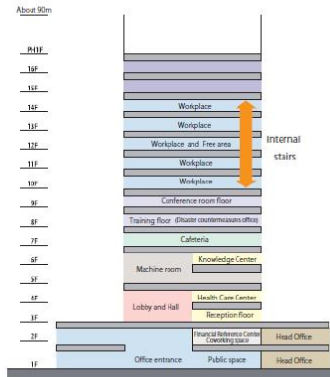 About 90m
PH1F
16F
15F
14F
Workplace
13F
Workplace
12F
Workplace and Free area
11F
Workplace
10F
Workplace
Internal
stairs
9F
Conference room floor
8F
Training floor (Disaster countermeasures office)
7F
Cafeteria
6F
Knowledge Center
Machine room
5F
4F
Health Care Center
Lobby and Hall
3F
Reception floor
2F
Financial Reference Center
Coworking space
Head Office
1F
Office entrance
Public space
Head Office